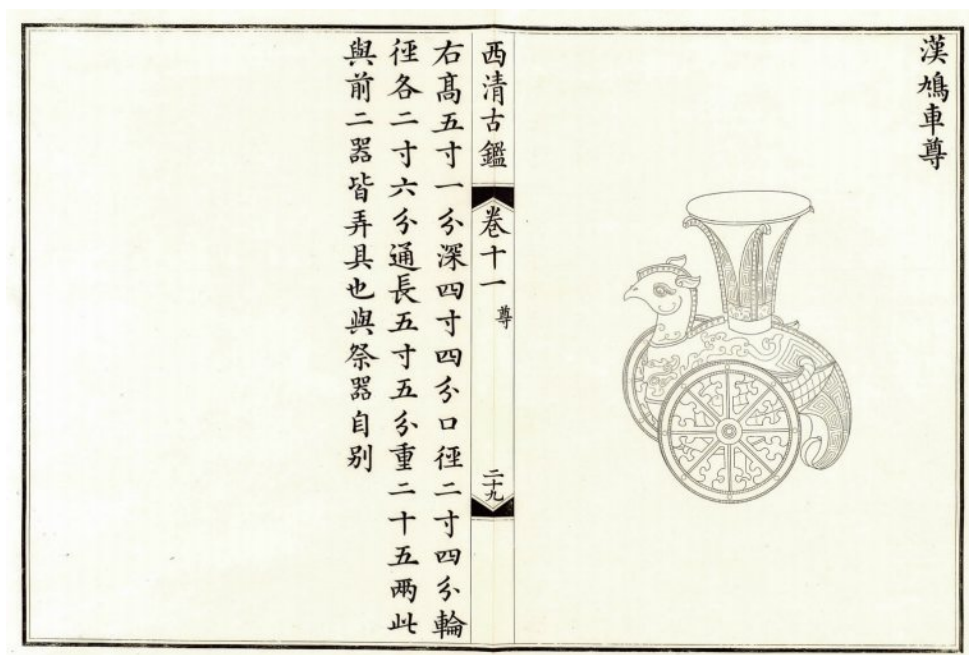 漢鳩車尊
西清古鑑
卷十一
尊
二十九
右髙五寸一分深四寸四分口徑二寸四分輪
徑各二寸六分通長五寸五分重二十五兩此
與前二器皆弄具也與祭器自别